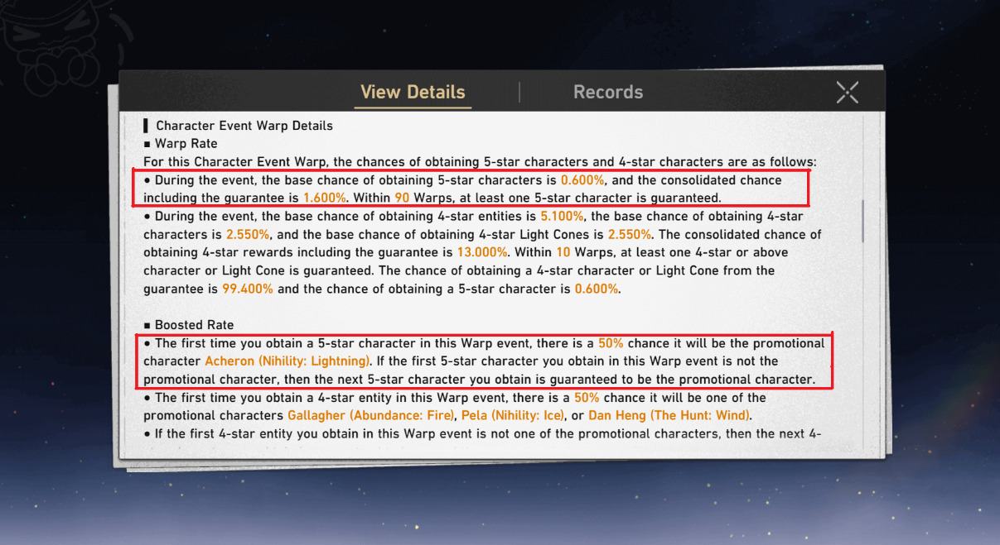 View Details
Records
Character Event Warp Details
■ Warp Rate
For this Character Event Warp, the chances of obtaining 5-star characters and 4-star characters are as follows:
● During the event, the base chance of obtaining 5-star characters is 0.600%, and the consolidated chance
including the guarantee is 1.600%. Within 90 Warps, at least one 5-star character is guaranteed.
● During the event, the base chance of obtaining 4-star entities is 5.100%, the base chance of obtaining 4-star
characters is 2.550%, and the base chance of obtaining 4-star Light Cones is 2.550%. The consolidated chance of
obtaining 4-star rewards including the guarantee is 13.000%. Within 10 Warps, at least one 4-star or above
character or Light Cone is guaranteed. The chance of obtaining a 4-star character or Light Cone from the
guarantee is 99.400% and the chance of obtaining a 5-star character is 0.600%.
■ Boosted Rate
● The first time you obtain a 5-star character in this Warp event, there is a 50% chance it will be the promotional
character Acheron (Nihility: Lightning). If the first 5-star character you obtain in this Warp event is not the
promotional character, then the next 5-star character you obtain is guaranteed to be the promotional character.
● The first time you obtain a 4-star entity in this Warp event, there is a 50% chance it will be one of the
promotional characters Gallagher (Abundance: Fire), Pela (Nihility: Ice), or Dan Heng (The Hunt: Wind).
● If the first 4-star entity you obtain in this Warp event is not one of the promotional characters, then the next 4-